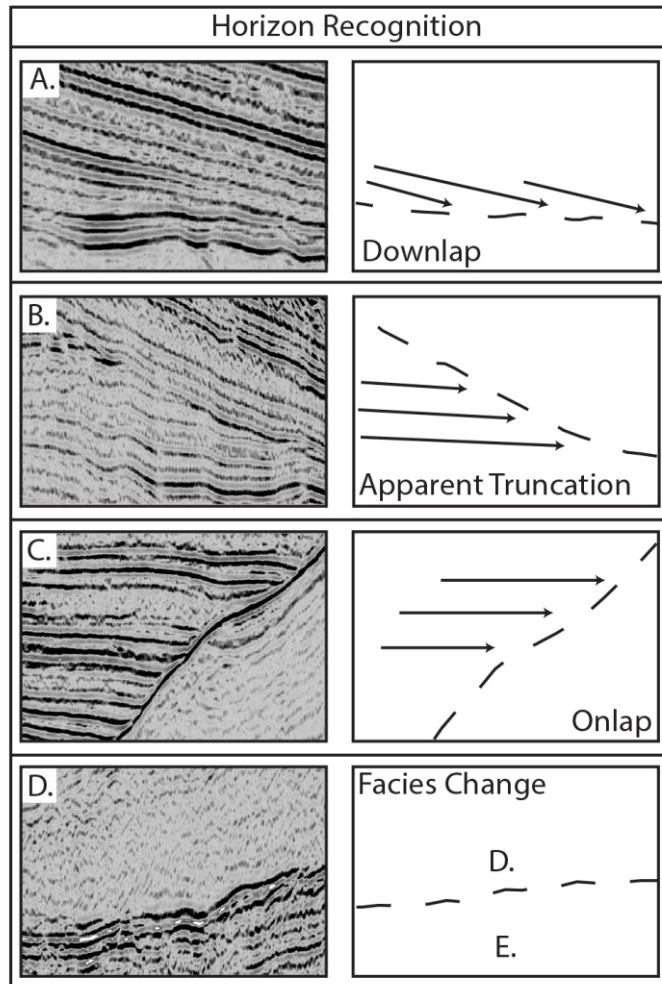 Horizon Recognition
A.
Downlap
B.
Apparent Truncation
C.
Onlap
D.
Facies Change
D.
E.